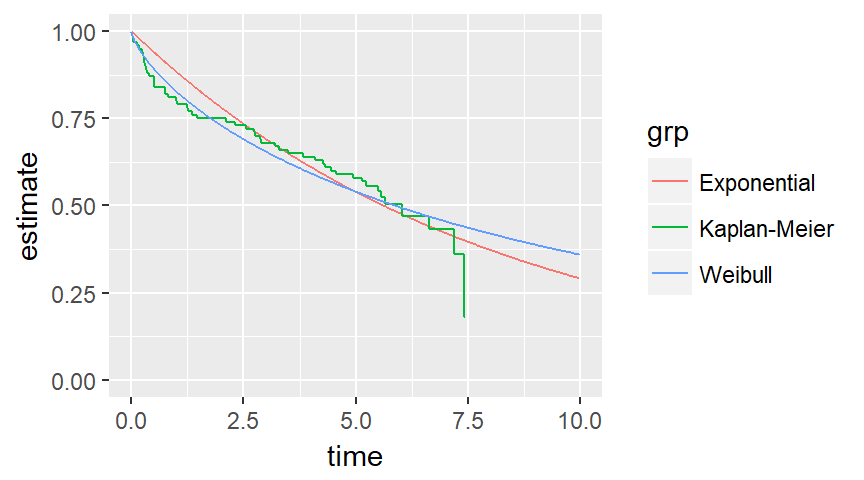 1.00
0.75
0.50
0.25
0.00
estimate
0.0 2.5 5.0 7.5 10.0
time
grp
Exponential
Kaplan-Meier
Weibull